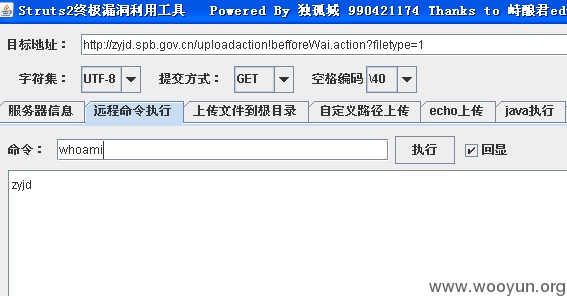 Struts2终极漏洞利用工具 Powered By 独孤城 990421174 Thanks to 峙酿君edu
目标地址： http://zyjd.spb.gov.cn/uploadaction!befforeWai.action?filetype=1
字符集： UTF-8 提交方式： GET 空格编码 \40
服务器信息 远程命令执行 上传文件到根目录 自定义路径上传 echo上传 java执行
命令： whoami 执行 回显
zyjd
www.wooyun.org